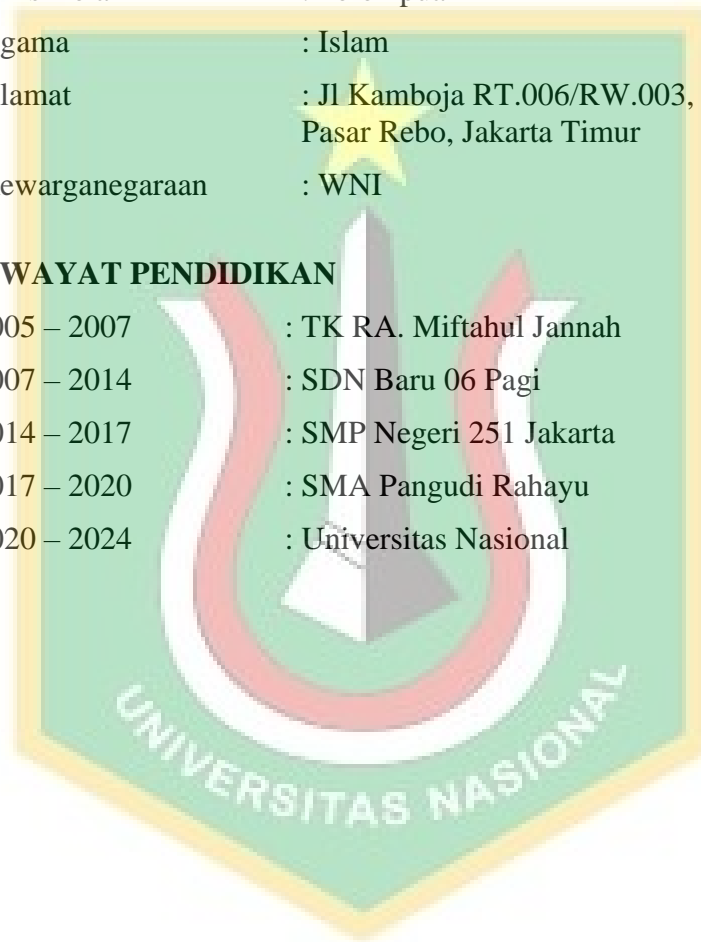 gama : Islam
lamat : Jl Kamboja RT.006/RW.003,
Pasar Rebo, Jakarta Timur
ewarganegaraan : WNI
WAYAT PENDIDIKAN
005 – 2007 : TK RA. Miftahul Jannah
007 – 2014 : SDN Baru 06 Pagi
014 – 2017 : SMP Negeri 251 Jakarta
017 – 2020 : SMA Pangudi Rahayu
020 – 2024 : Universitas Nasional
UNIVERSITAS NASIONAL